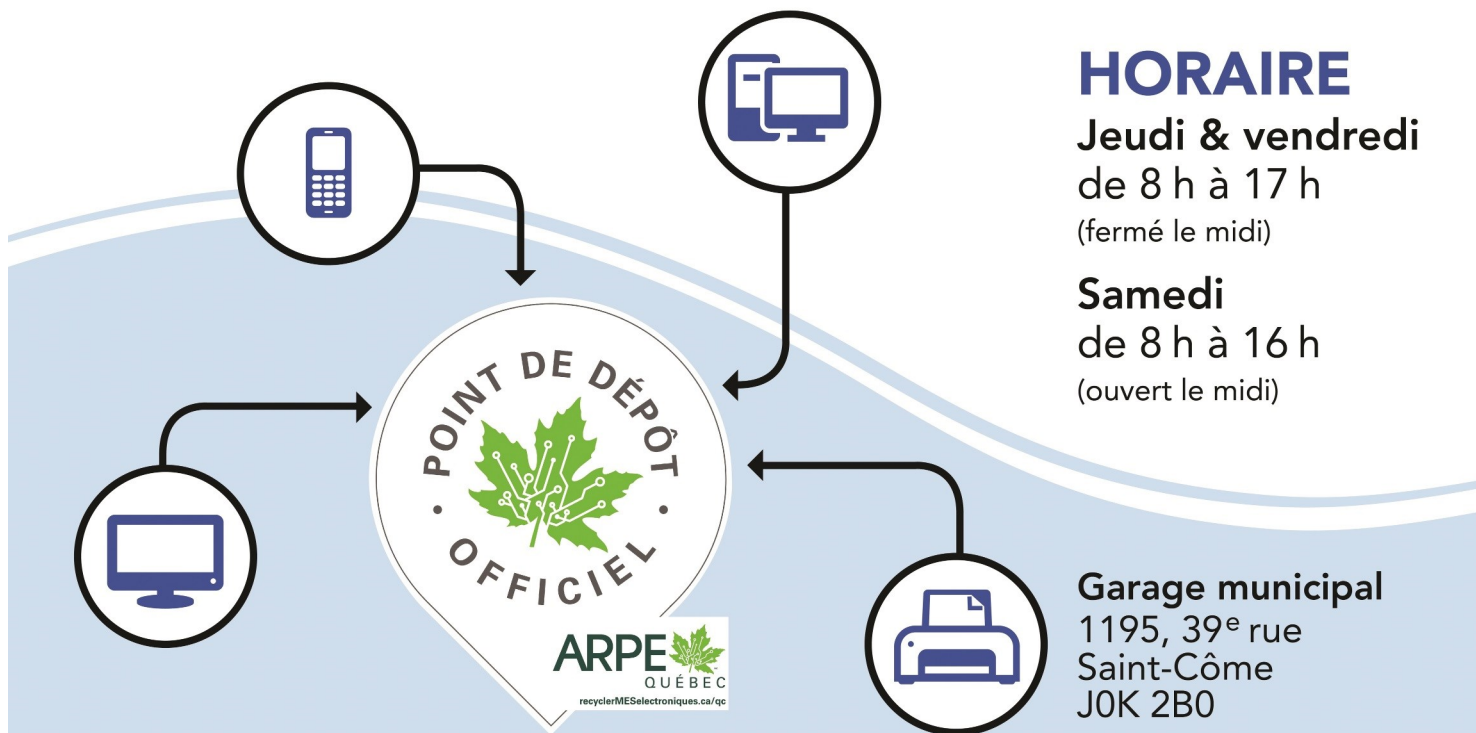 HORAIRE
Jeudi & vendredi
de 8 h à 17 h
(fermé le midi)
Samedi
de 8 h à 16 h
(ouvert le midi)
• POINT DE DÉPÔT •
OFFICIEL
ARPE
QUÉBEC
recyclerMESelectroniques.ca/qc
Garage municipal
1195, 39e rue
Saint-Côme
J0K 2B0